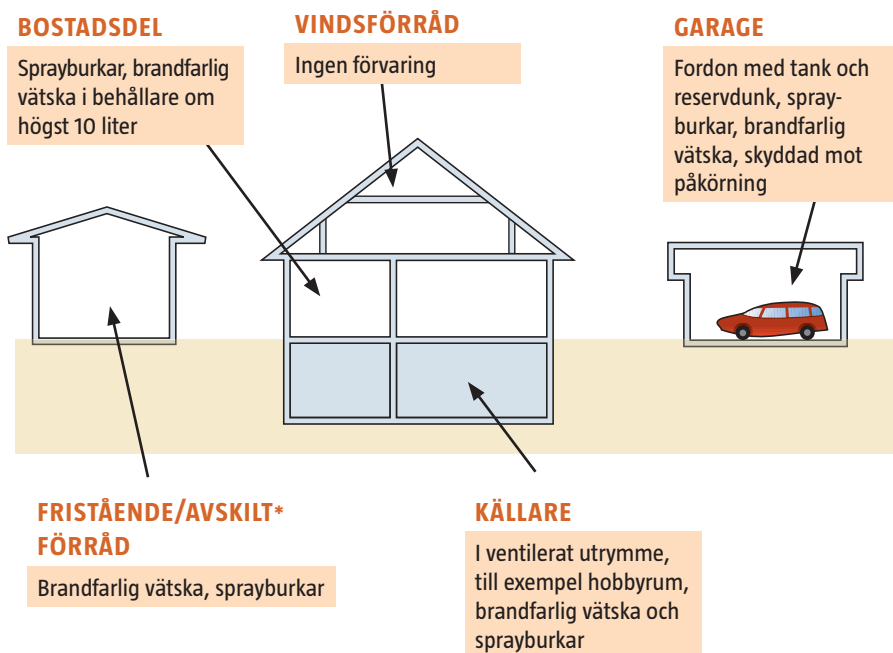 BOSTADSDEL
Sprayburkar, brandfarlig
vätska i behållare om
högst 10 liter
VINDSFÖRRÅD
Ingen förvaring
GARAGE
Fordon med tank och
reservdunk, spray-
burkar, brandfarlig
vätska, skyddad mot
påkörning
FRISTÅENDE/AVSKILT*
FÖRRÅD
Brandfarlig vätska, sprayburkar
KÄLLARE
I ventilerat utrymme,
till exempel hobbyrum,
brandfarlig vätska och
sprayburkar